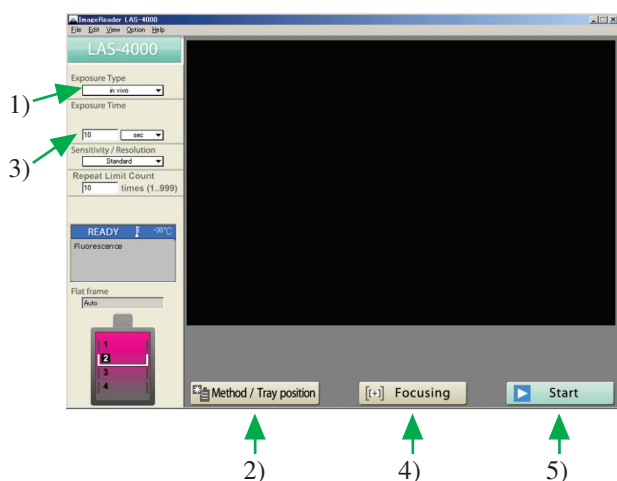 ImageReader LAS-4000
File Edit View Option Help
LAS-4000
Exposure Type
1)
in vivo
Exposure Time
3)
10 sec
Sensitivity / Resolution
Standard
Repeat Limit Count
10 times (1..999)
READY -30°C
Fluorescence
Flat frame
Auto
1
2
3
4
Method / Tray position
[+] Focusing
Start
2)
4)
5)